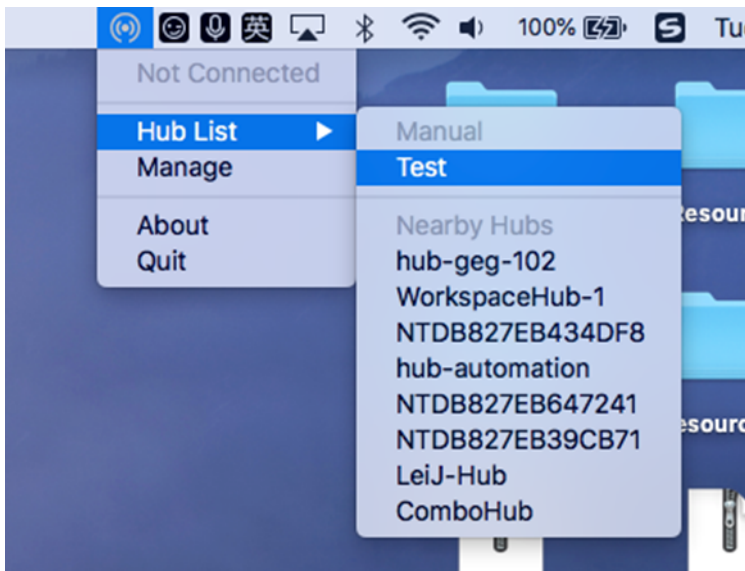 英 100% Tu
Not Connected
Hub List
Manage
About
Quit
Manual
Test
Nearby Hubs
hub-geg-102
WorkspaceHub-1
NTDB827EB434DF8
hub-automation
NTDB827EB647241
NTDB827EB39CB71
LeiJ-Hub
ComboHub
esour
esourc